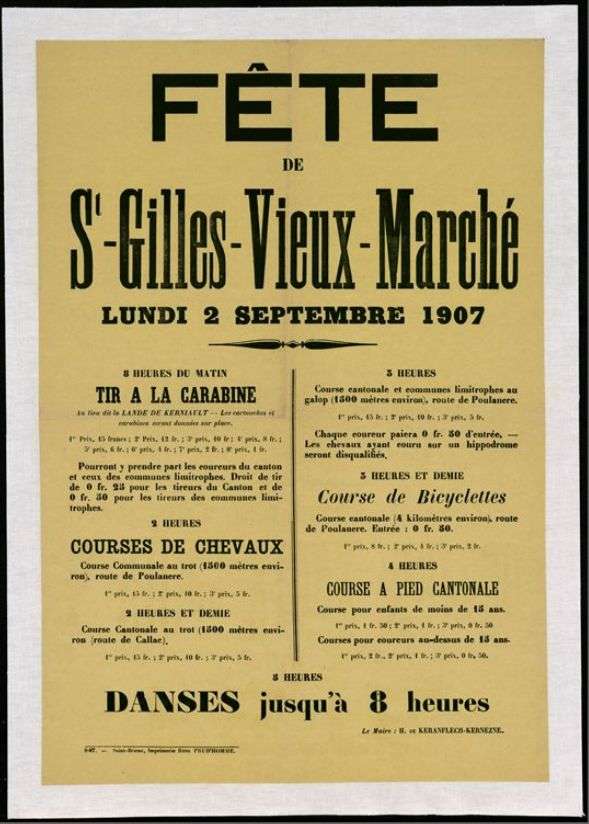 FÊTE
DE
St-Gilles-Vieux-Marché
LUNDI 2 SEPTEMBRE 1907
8 HEURES DU MATIN
TIR A LA CARABINE
Au lieu dit la LANDE DE KERNIAULT — Les cartouches et
carabines seront données sur place.
1er Prix, 15 francs ; 2e Prix, 12 fr. ; 3e prix, 10 fr ; 4e prix, 8 fr. ;
5e prix, 6 fr. ; 6e prix, 4 fr. ; 7e prix, 2 fr. ; 8e prix, 1 fr.
Pourront y prendre part les coureurs du canton
et ceux des communes limitrophes. Droit de tir
de 0 fr. 25 pour les tireurs du Canton et de
0 fr. 50 pour les tireurs des communes limi-
trophes.
2 HEURES
COURSES DE CHEVAUX
Course Communale au trot (1500 mètres envi-
ron), route de Poulancre.
1er prix, 15 fr. ; 2e prix, 10 fr. ; 3e prix, 5 fr.
2 HEURES ET DEMIE
Course Cantonale au trot (1500 mètres envi-
ron (route de Callac),
1er prix, 15 fr. ; 2e prix, 10 fr. ; 3e prix, 5 fr.
3 HEURES
Course cantonale et communes limitrophes au
galop (1500 mètres environ), route de Poulancre.
1er prix, 15 fr. ; 2e prix, 10 fr. ; 3e prix, 5 fr.
Chaque coureur paiera 0 fr. 50 d'entrée, —
Les chevaux ayant couru sur un hippodrome
seront disqualifiés.
3 HEURES ET DEMIE
Course de Bicyclettes
Course cantonale (4 kilomètres environ), route
de Poulancre. Entrée : 0 fr. 50.
1er prix, 8 fr. ; 2e prix, 4 fr. ; 3e prix, 2 fr.
4 HEURES
COURSE A PIED CANTONALE
Course pour enfants de moins de 15 ans.
1er prix, 1 fr. 50 ; 2e prix, 1 fr. ; 3e prix, 0 fr. 50
Courses pour coureurs au-dessus de 15 ans.
1er prix, 2 fr., 2e prix, 1 fr. ; 3e prix, 0 fr, 50.
5 HEURES
DANSES jusqu'à 8 heures
Le Maire : H. DE KERANFLECH-KERNEZNE.
Saint-Brieuc, Imprimerie René PRUD'HOMME.